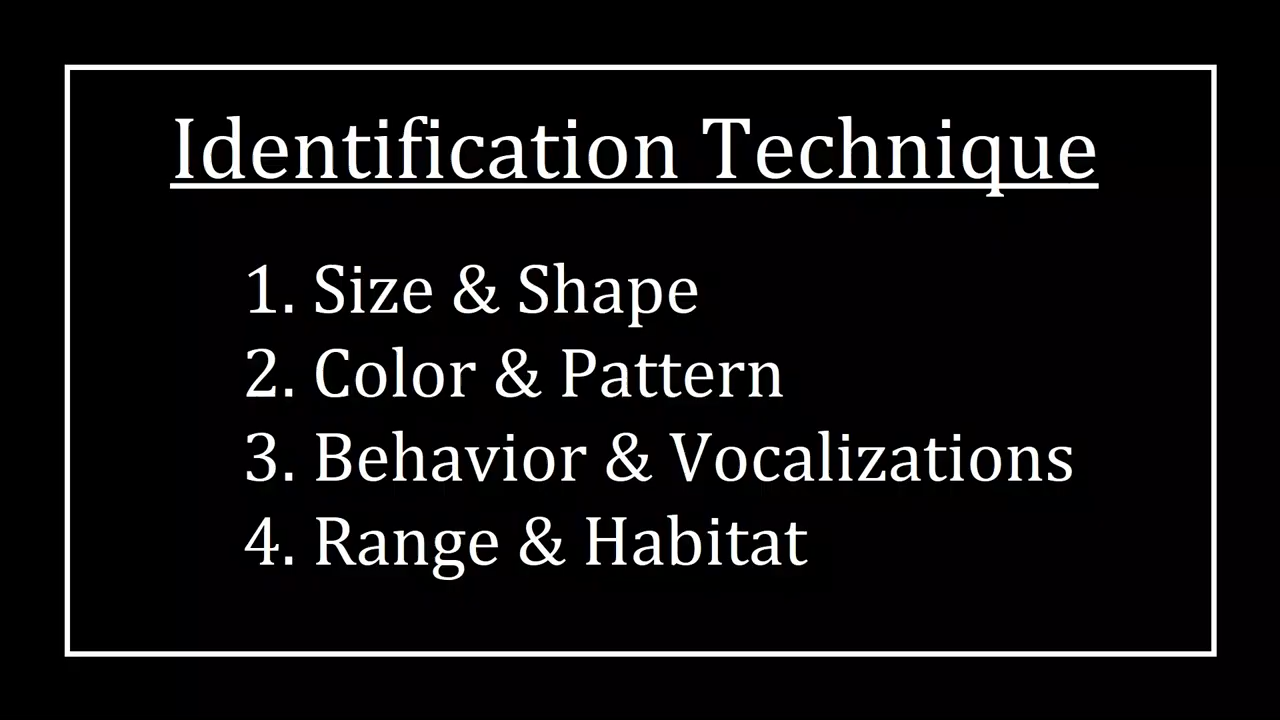 Identification Technique
1. Size & Shape
2. Color & Pattern
3. Behavior & Vocalizations
4. Range & Habitat